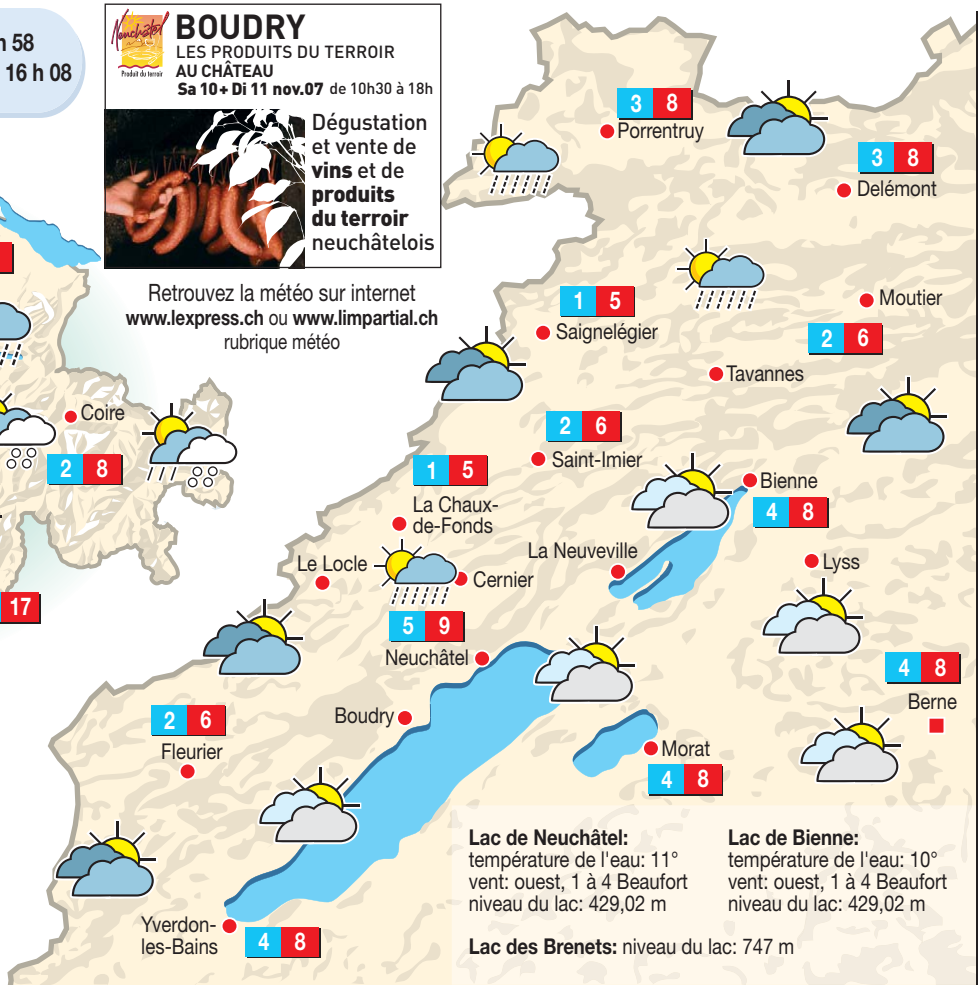 h 58
16 h 08
Neuchâtel
Produit du terroir
BOUDRY
LES PRODUITS DU TERROIR
AU CHÂTEAU
Sa 10+ Di 11 nov.07 de 10h30 à 18h
Dégustation
et vente de
vins et de
produits
du terroir
neuchâtelois
Retrouvez la météo sur internet
www.lexpress.ch ou www.limpartial.ch
rubrique météo
Coire
2 8
17
3 8
Porrentruy
3 8
Delémont
1 5
Saignelégier
Moutier
2 6
Tavannes
2 6
Saint-Imier
1 5
La Chaux-
de-Fonds
Bienne
4 8
La Neuveville
Le Locle
Cernier
Lyss
5 9
Neuchâtel
4 8
Berne
2 6
Fleurier
Boudry
Morat
4 8
Yverdon-
les-Bains
4 8
Lac de Neuchâtel:
température de l'eau: 11°
vent: ouest, 1 à 4 Beaufort
niveau du lac: 429,02 m
Lac de Bienne:
température de l'eau: 10°
vent: ouest, 1 à 4 Beaufort
niveau du lac: 429,02 m
Lac des Brenets: niveau du lac: 747 m